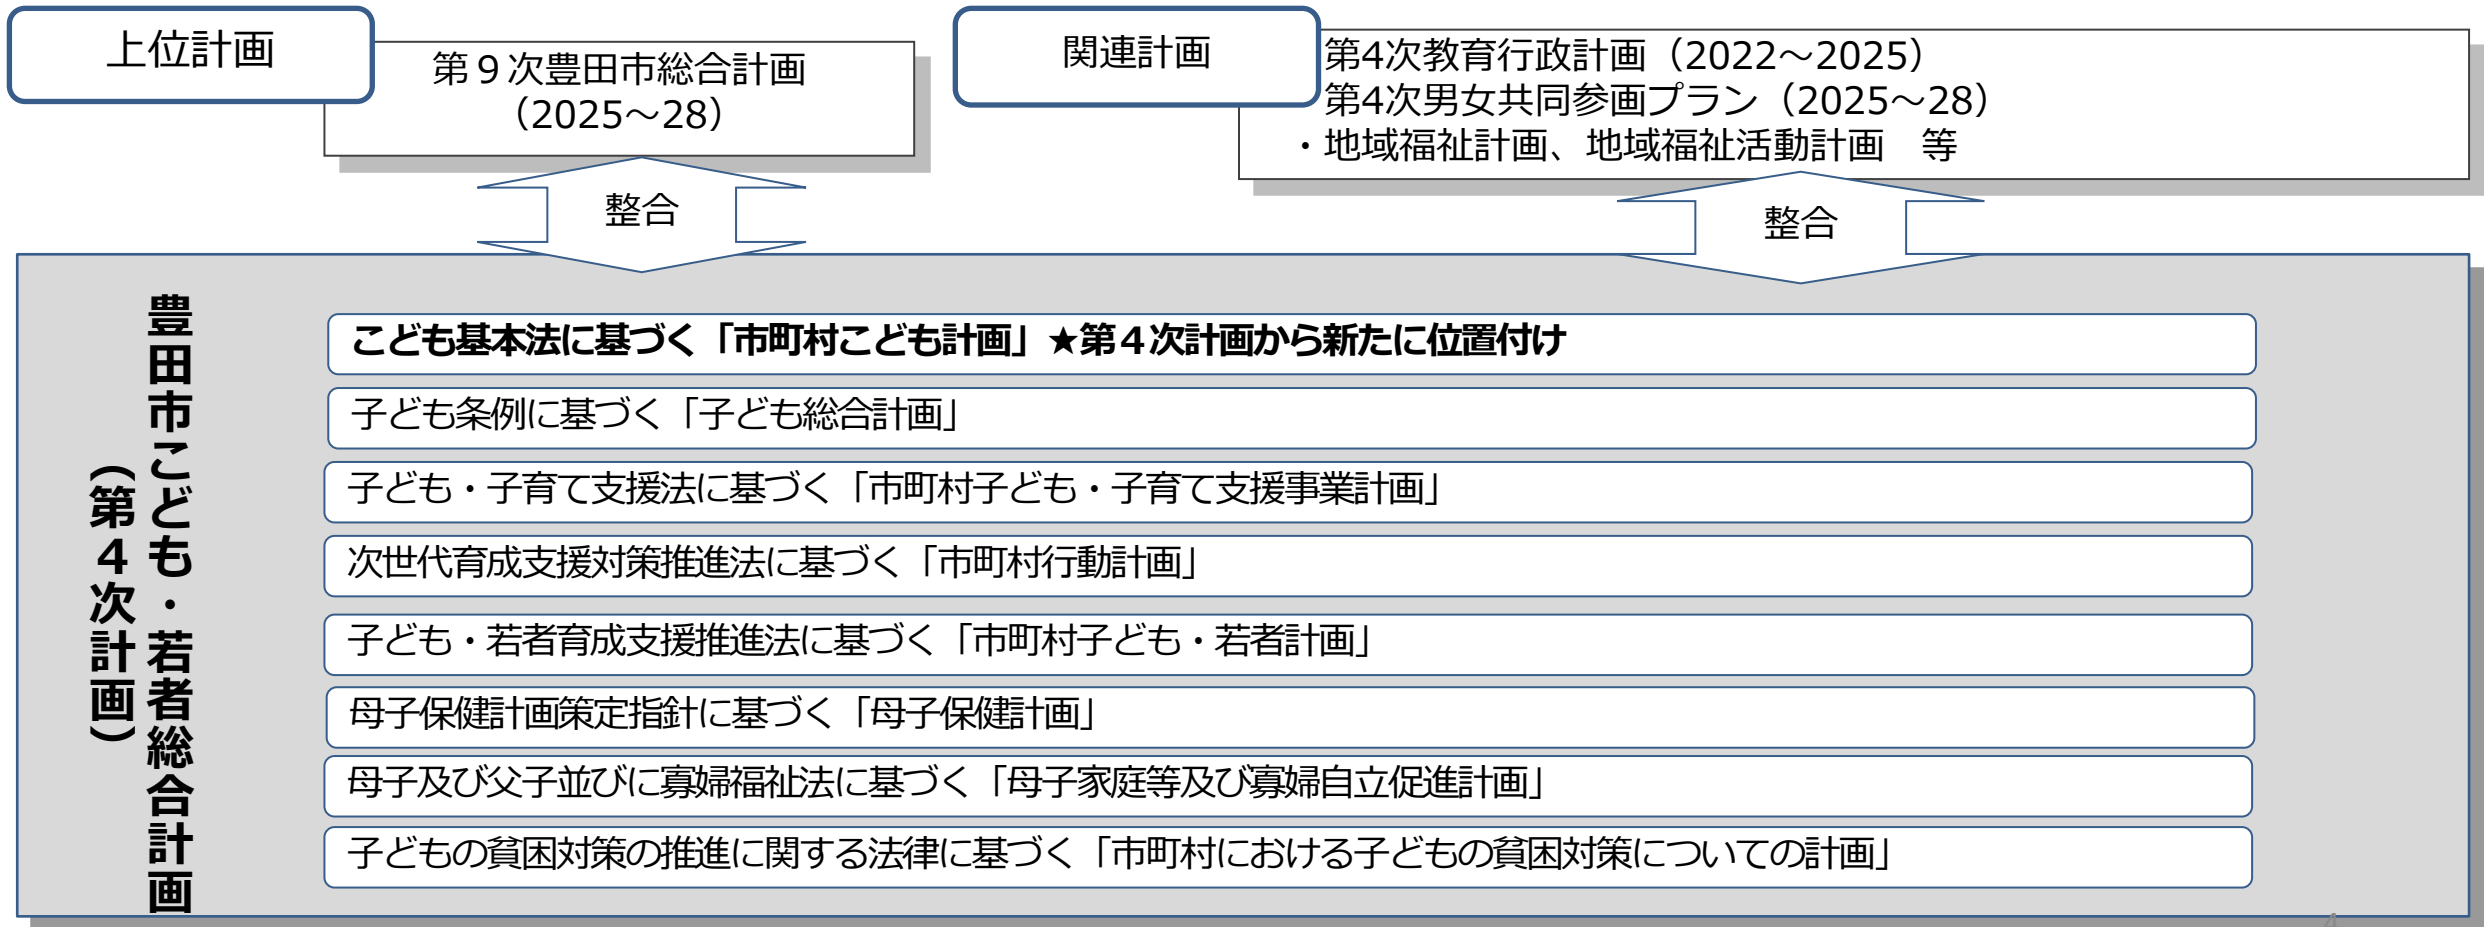 上位計画
第９次豊田市総合計画
（2025～28）
関連計画
第4次教育行政計画（2022～2025）
第4次男女共同参画プラン（2025～28）
・地域福祉計画、地域福祉活動計画　等
整合
整合
豊田市こども・若者総合計画
（第４次計画）
こども基本法に基づく「市町村こども計画」★第４次計画から新たに位置付け
子ども条例に基づく「子ども総合計画」
子ども・子育て支援法に基づく「市町村子ども・子育て支援事業計画」
次世代育成支援対策推進法に基づく「市町村行動計画」
子ども・若者育成支援推進法に基づく「市町村子ども・若者計画」
母子保健計画策定指針に基づく「母子保健計画」
母子及び父子並びに寡婦福祉法に基づく「母子家庭等及び寡婦自立促進計画」
子どもの貧困対策の推進に関する法律に基づく「市町村における子どもの貧困対策についての計画」
4